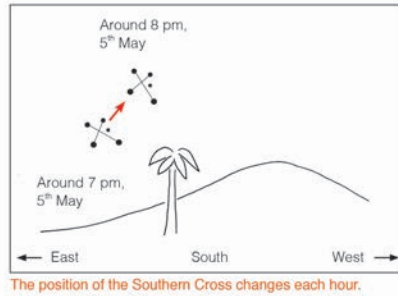 Around 8 pm,
5th May
Around 7 pm,
5th May
East South West
The position of the Southern Cross changes each hour.